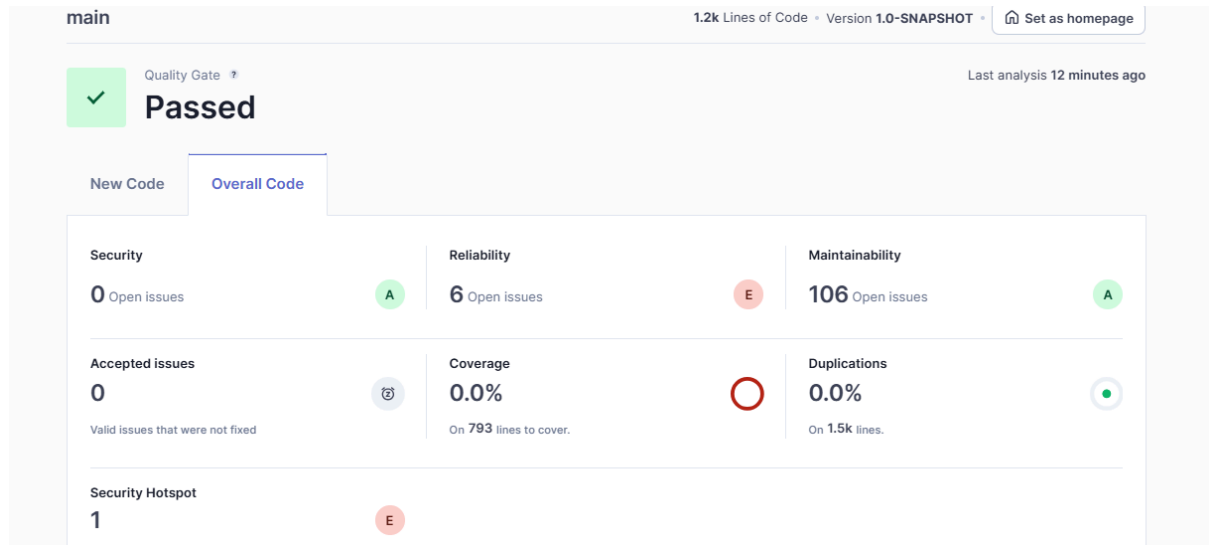 main
1.2k Lines of Code • Version 1.0-SNAPSHOT • Set as homepage
Quality Gate ?
Last analysis 12 minutes ago
Passed
New Code
Overall Code
Security
0 Open issues
A
Reliability
6 Open issues
E
Maintainability
106 Open issues
A
Accepted issues
0
Valid issues that were not fixed
Coverage
0.0%
On 793 lines to cover.
Duplications
0.0%
On 1.5k lines.
Security Hotspot
1
E